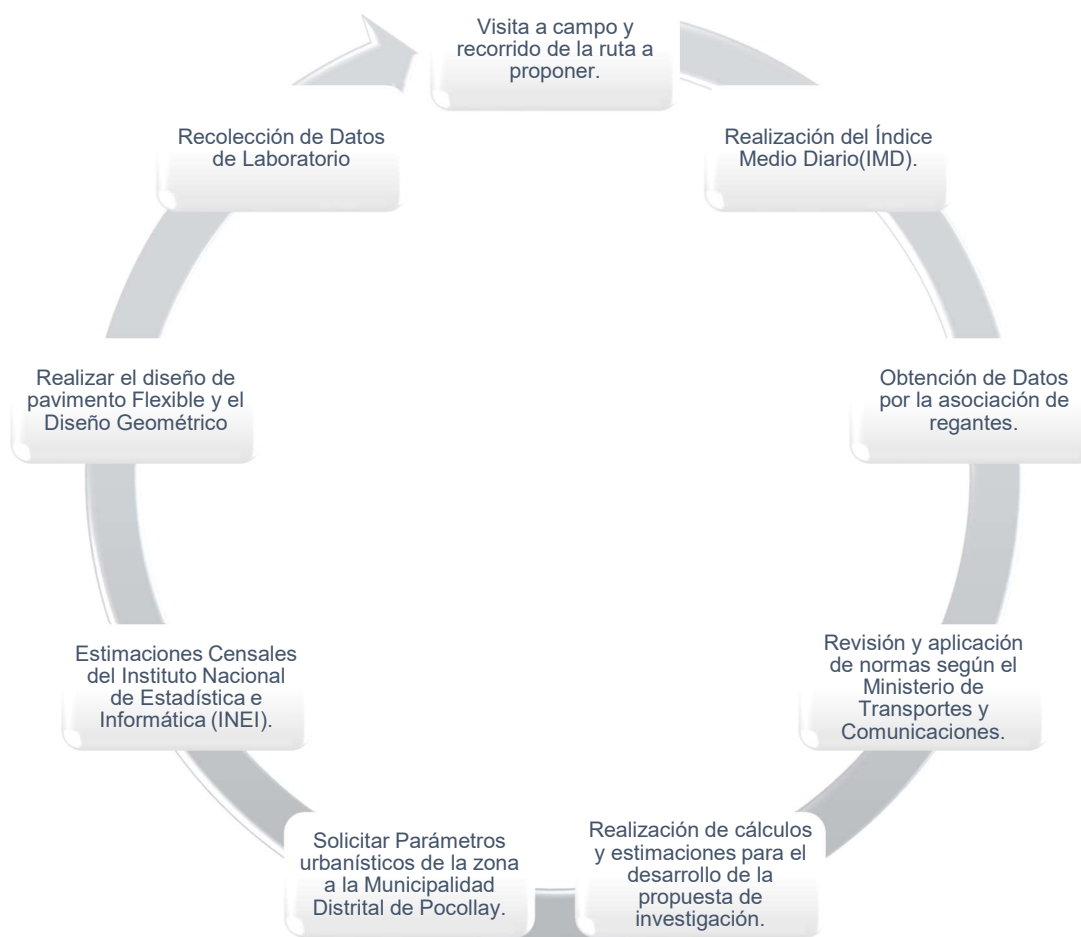 Visita a campo y
recorrido de la ruta a
proponer.
Realización del Índice
Medio Diario(IMD).
Obtención de Datos
por la asociación de
regantes.
Revisión y aplicación
de normas según el
Ministerio de
Transportes y
Comunicaciones.
Realización de cálculos
y estimaciones para el
desarrollo de la
propuesta de
investigación.
Solicitar Parámetros
urbanísticos de la zona
a la Municipalidad
Distrital de Pocollay.
Estimaciones Censales
del Instituto Nacional
de Estadística e
Informática (INEI).
Realizar el diseño de
pavimento Flexible y el
Diseño Geométrico
Recolección de Datos
de Laboratorio